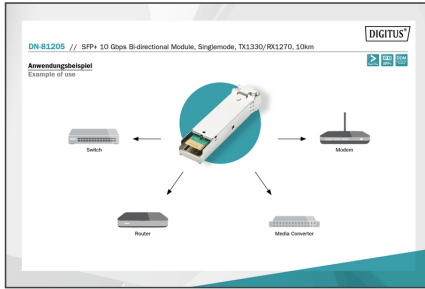 DIGITUS®
DN-81205 // SFP+ 10 Gbps Bi-directional Module, Singlemode, TX1330/RX1270, 10km
Anwendungsbeispiel
Example of use
Switch
Modem
Router
Media Converter